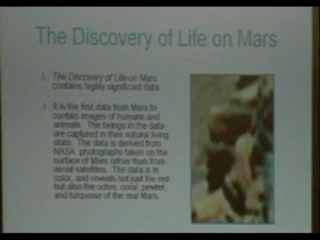 The Discovery of Life on Mars
The Discovery of Life on Mars
contains highly significant data
It is the first data from Mars to
contain images of humans and
animals. The beings in the data
are captured in their natural living
state. The data is derived from
NASA photographs taken on the
surface of Mars rather than from
aerial satellites. The data is in
color, and reveals not just the red
but also the ochre, coral, pewter,
and turquoise of the real Mars.